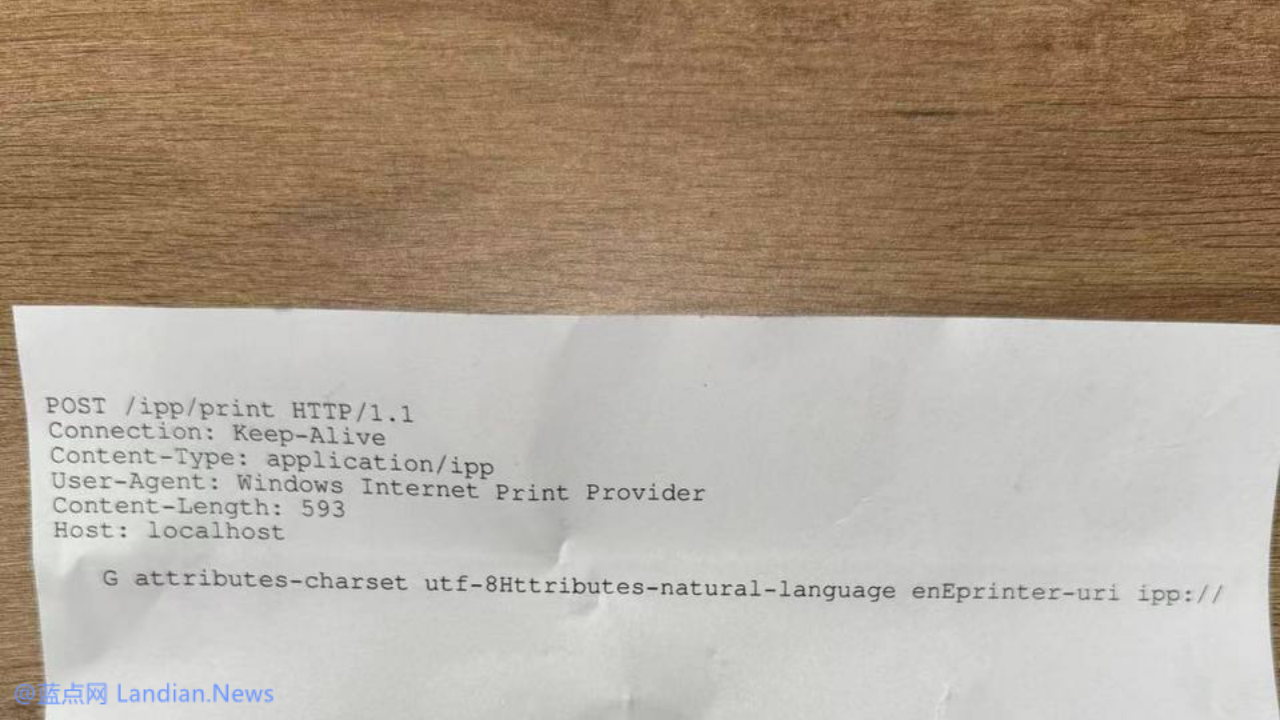 POST /ipp/print HTTP/1.1
Connection: Keep-Alive
Content-Type: application/ipp
User-Agent: Windows Internet Print Provider
Content-Length: 593
Host: localhost
G attributes-charset utf-8Httributes-natural-language enEprinter-uri ipp://
@蓝点网 Landian.News